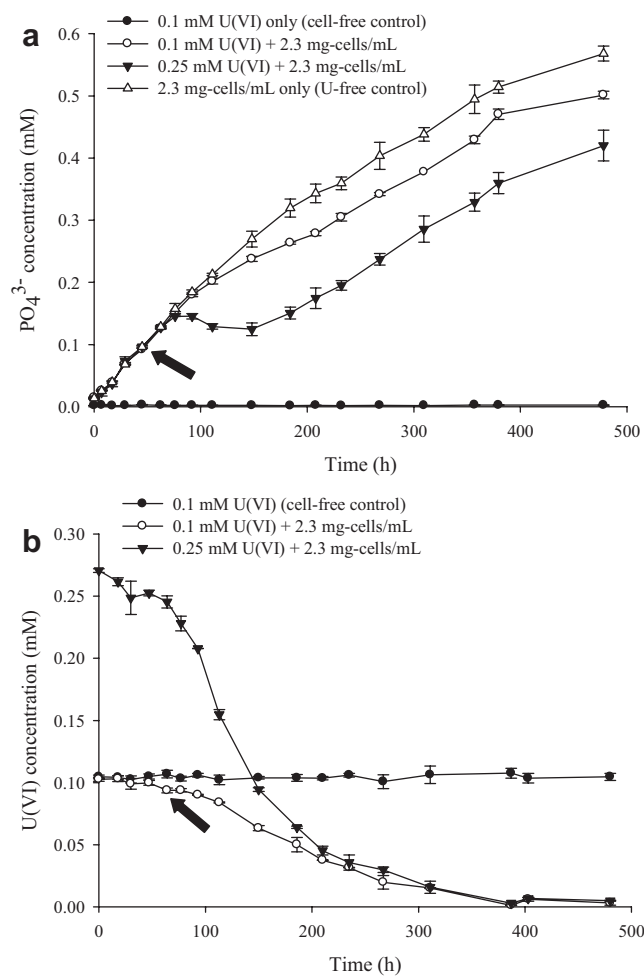 a
0.1 mM U(VI) only (cell-free control)
0.1 mM U(VI) + 2.3 mg-cells/mL
0.25 mM U(VI) + 2.3 mg-cells/mL
2.3 mg-cells/mL only (U-free control)
PO₄³⁻ concentration (mM)
0.6
0.5
0.4
0.3
0.2
0.1
0.0
0 100 200 300 400 500
Time (h)
b
0.1 mM U(VI) (cell-free control)
0.1 mM U(VI) + 2.3 mg-cells/mL
0.25 mM U(VI) + 2.3 mg-cells/mL
U(VI) concentration (mM)
0.30
0.25
0.20
0.15
0.10
0.05
0.00
0 100 200 300 400 500
Time (h)